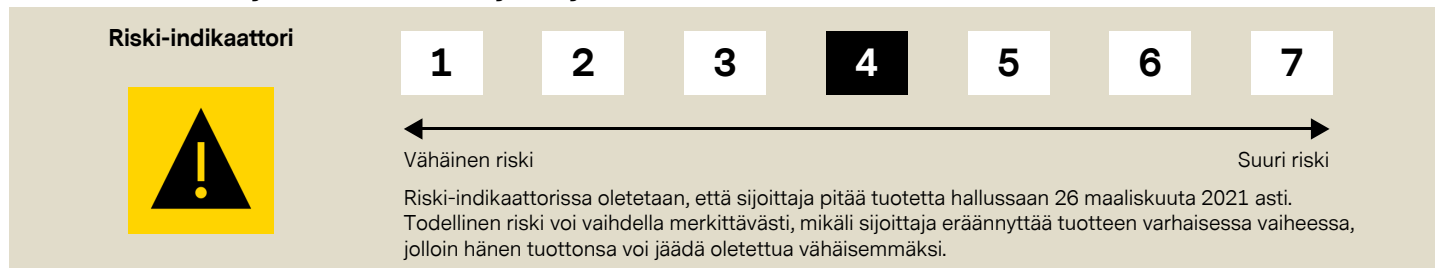 Riski-indikaattori
1 2 3 4 5 6 7
Vähäinen riski Suuri riski
Riski-indikaattorissa oletetaan, että sijoittaja pitää tuotetta hallussaan 26 maaliskuuta 2021 asti.
Todellinen riski voi vaihdella merkittävästi, mikäli sijoittaja eräännyttää tuotteen varhaisessa vaiheessa,
jolloin hänen tuottonsa voi jäädä oletettua vähäisemmäksi.